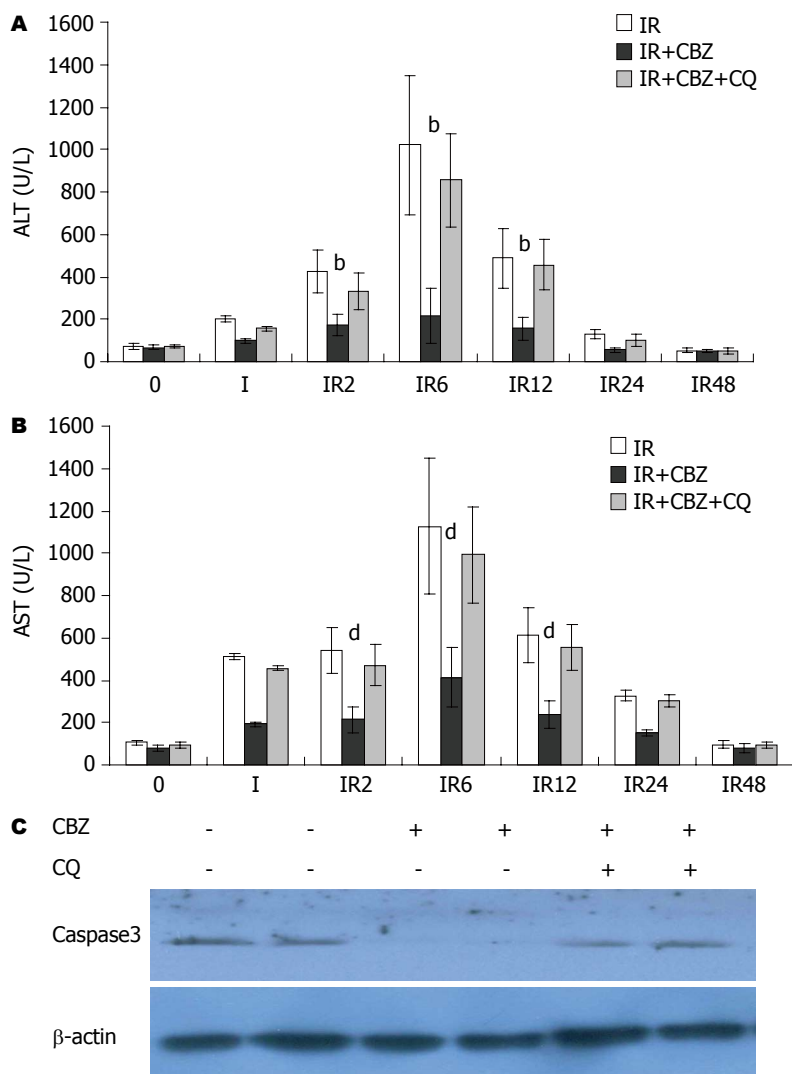 A
1600
1400
1200
1000
800
600
400
200
0
ALT (U/L)
IR
IR+CBZ
IR+CBZ+CQ
b
b
b
0 I IR2 IR6 IR12 IR24 IR48
B
1600
1400
1200
1000
800
600
400
200
0
AST (U/L)
IR
IR+CBZ
IR+CBZ+CQ
d
d
d
0 I IR2 IR6 IR12 IR24 IR48
C CBZ - - + + + +
CQ - - - - + +
Caspase3
β-actin